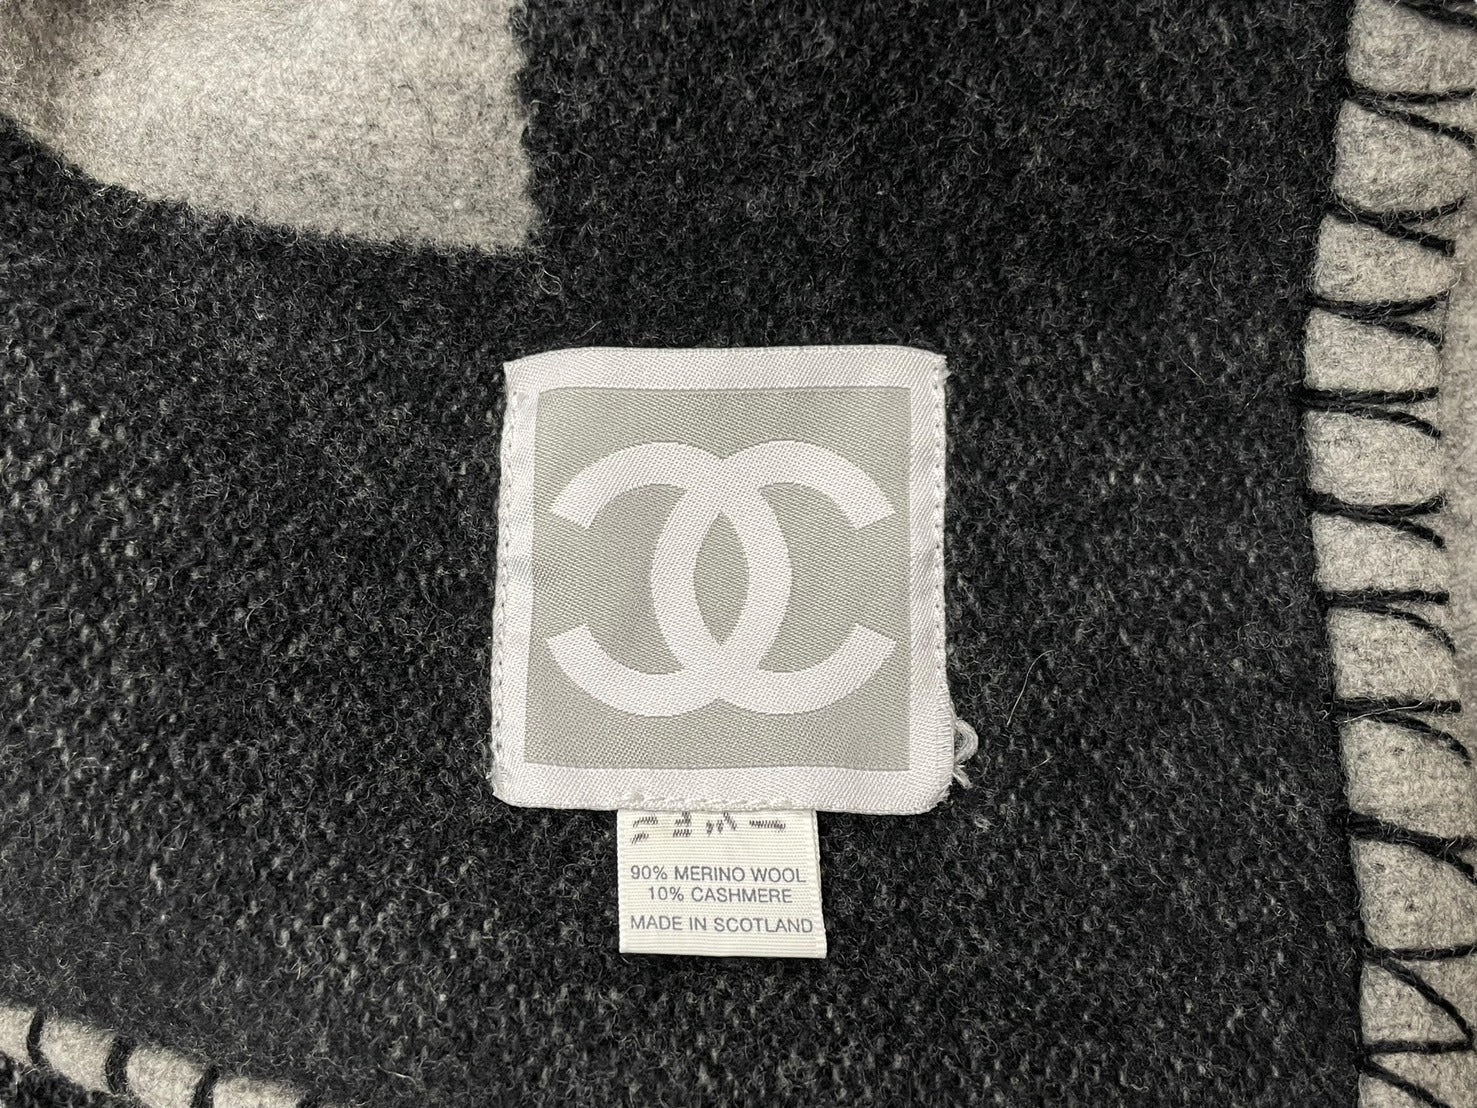 90% MERINO WOOL
10% CASHMERE
MADE IN SCOTLAND